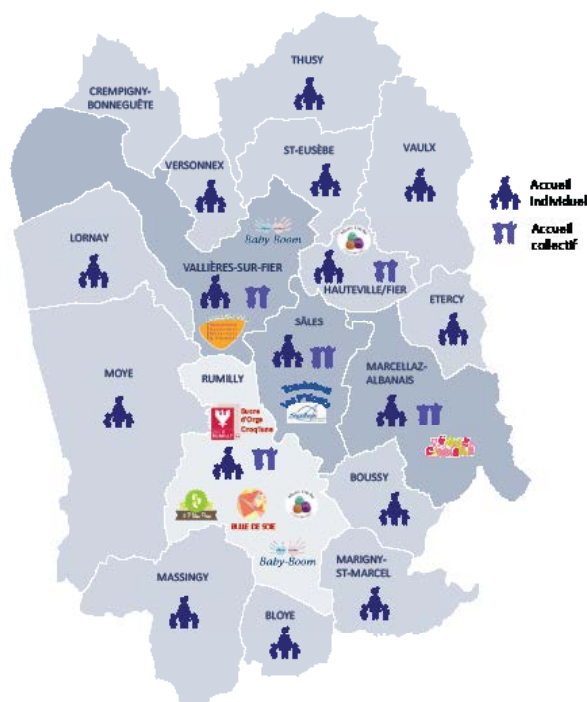 THUSY
CREMPIGNY-
BONNEGUÊTE
ST-EUSÈBE
VAULX
VERSONNEX
Accueil
Individuel
Accueil
collectif
LORNAY
Baby-Boom
VALLIÈRES-SUR-FIER
HAUTEVILLE/FIER
ETERCY
SÂLES
MOYE
RUMILLY
MARCELLAZ-
ALBANAIS
Sucre
d'Orge
Croq'Lune
BOUSSY
BULLE DE SOIE
Baby-Boom
MARIGNY-
ST-MARCEL
MASSINGY
BLOYE